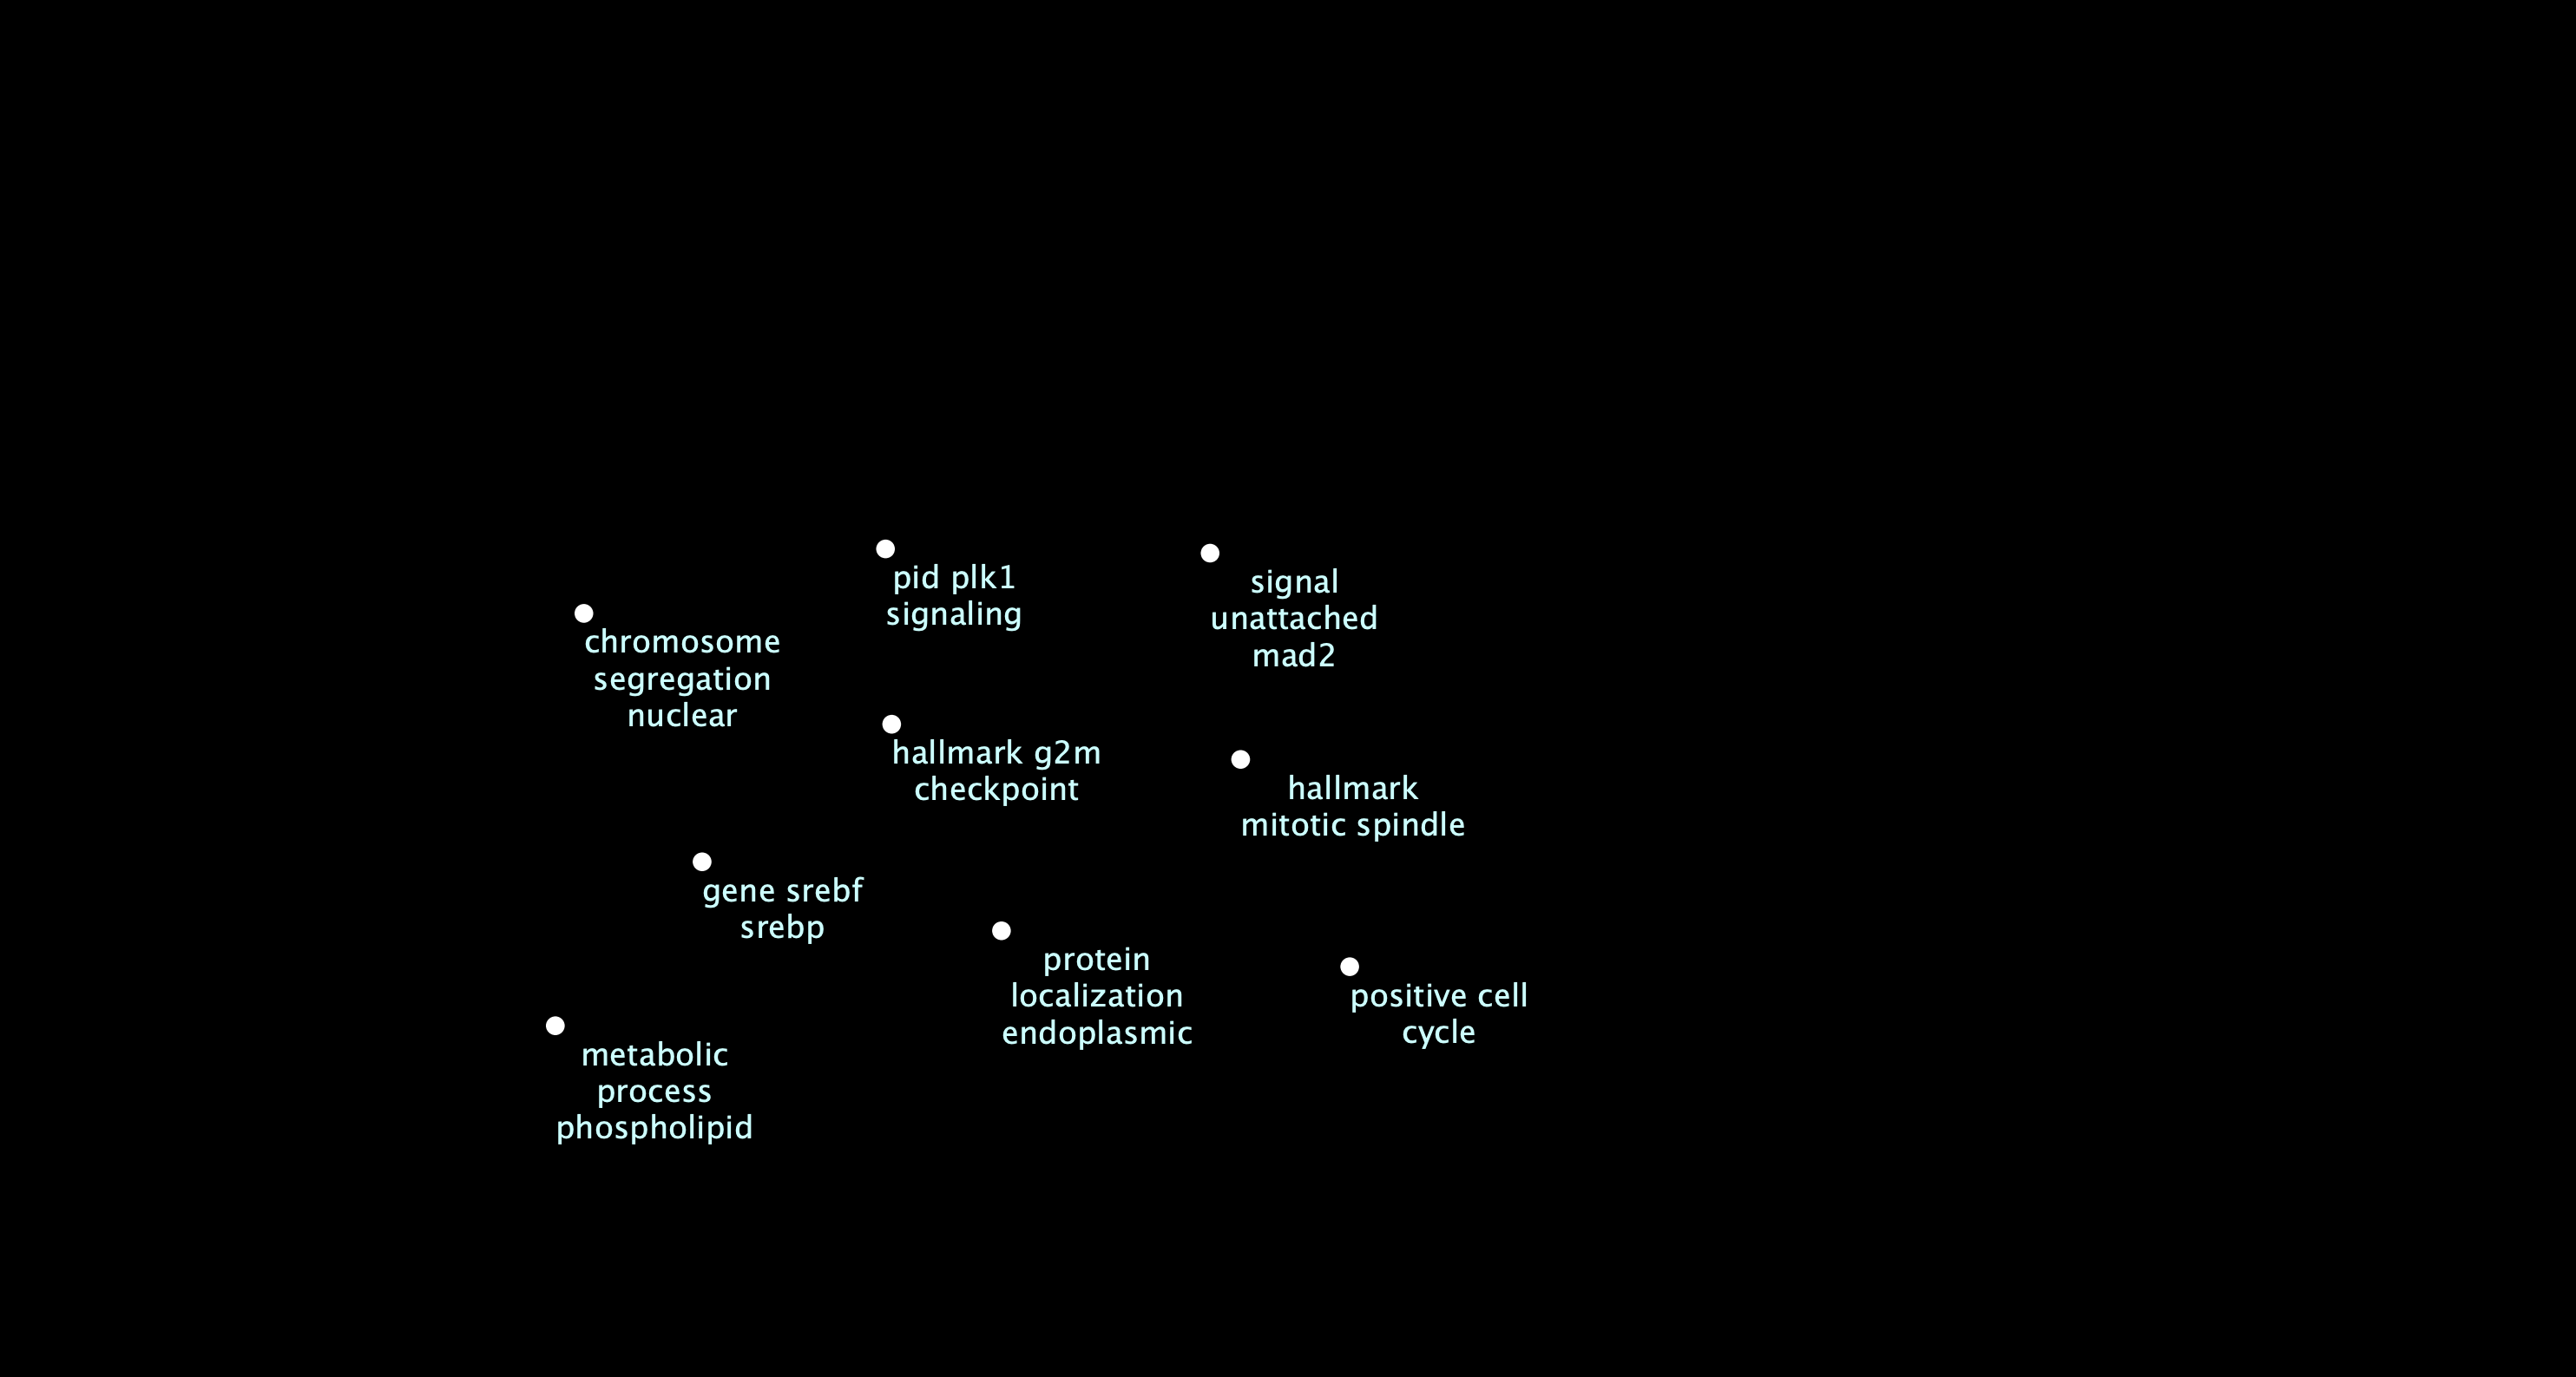 pid plk1
signaling
signal
unattached
mad2
chromosome
segregation
nuclear
hallmark g2m
checkpoint
hallmark
mitotic spindle
gene srebf
srebp
protein
localization
endoplasmic
positive cell
cycle
metabolic
process
phospholipid